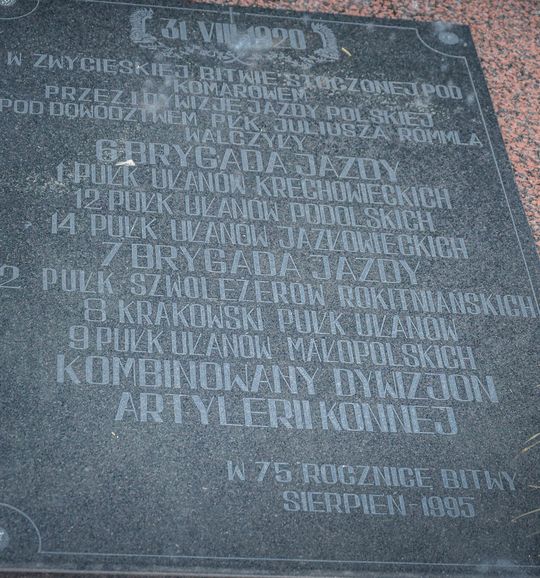 31 VIII 1920
W ZWYCIĘSKIEJ BITWIE STOCZONEJ POD
KOMAROWEM
PRZEZ I DYWIZJĘ JAZDY POLSKIEJ
POD DOWÓDZTWEM PŁK. JULIUSZA RÓMMLA
WALCZYŁY
6 BRYGADA JAZDY
1 PUŁK UŁANÓW KRECHOWIECKICH
12 PUŁK UŁANÓW PODOLSKICH
14 PUŁK UŁANÓW JAZŁOWIECKICH
7 BRYGADA JAZDY
2 PUŁK SZWOLEŻERÓW ROKITNIAŃSKICH
8 KRAKOWSKI PUŁK UŁANÓW
9 PUŁK UŁANÓW MAŁOPOLSKICH
KOMBINOWANY DYWIZJON
ARTYLERII KONNEJ
W 75 ROCZNICĘ BITWY
SIERPIEŃ-1995